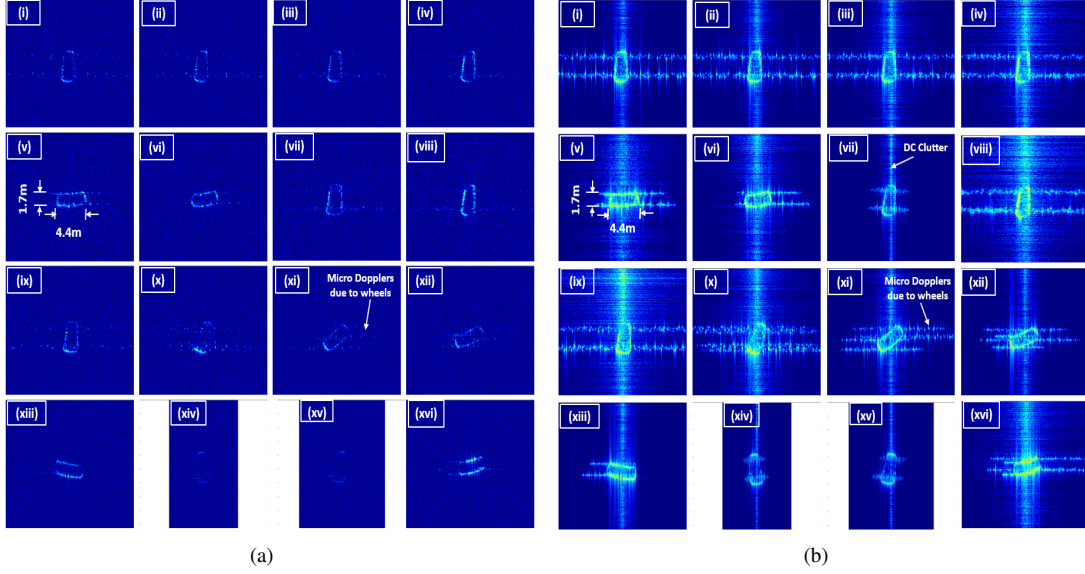 (i) (ii) (iii) (iv)
(v) (vi) (vii) (viii)
1.7m
4.4m
(ix) (x) (xi) (xii)
Micro Dopplers
due to wheels
(xiii) (xiv) (xv) (xvi)
(a)
(i) (ii) (iii) (iv)
(v) (vi) (vii) (viii)
DC Clutter
1.7m
4.4m
(ix) (x) (xi) (xii)
Micro Dopplers
due to wheels
(xiii) (xiv) (xv) (xvi)
(b)